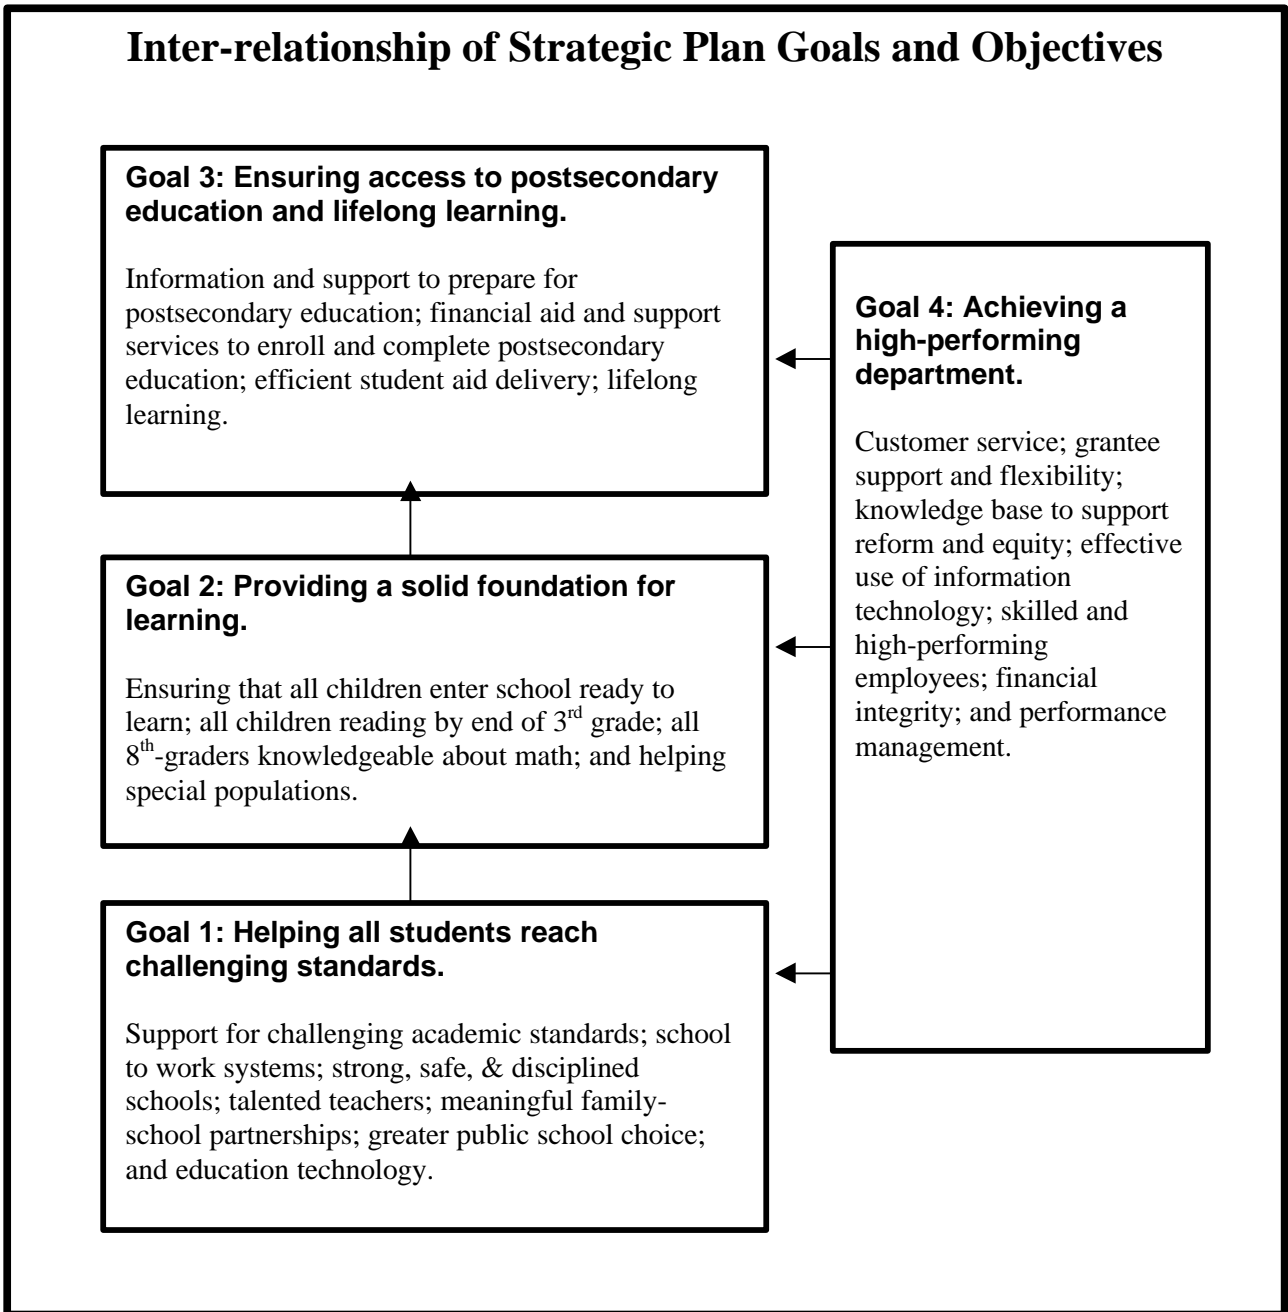 Inter-relationship of Strategic Plan Goals and Objectives
Goal 3: Ensuring access to postsecondary
education and lifelong learning.
Information and support to prepare for
postsecondary education; financial aid and support
services to enroll and complete postsecondary
education; efficient student aid delivery; lifelong
learning.
Goal 4: Achieving a
high-performing
department.
Customer service; grantee
support and flexibility;
knowledge base to support
reform and equity; effective
use of information
technology; skilled and
high-performing
employees; financial
integrity; and performance
management.
Goal 2: Providing a solid foundation for
learning.
Ensuring that all children enter school ready to
learn; all children reading by end of 3rd grade; all
8th-graders knowledgeable about math; and helping
special populations.
Goal 1: Helping all students reach
challenging standards.
Support for challenging academic standards; school
to work systems; strong, safe, & disciplined
schools; talented teachers; meaningful family-
school partnerships; greater public school choice;
and education technology.